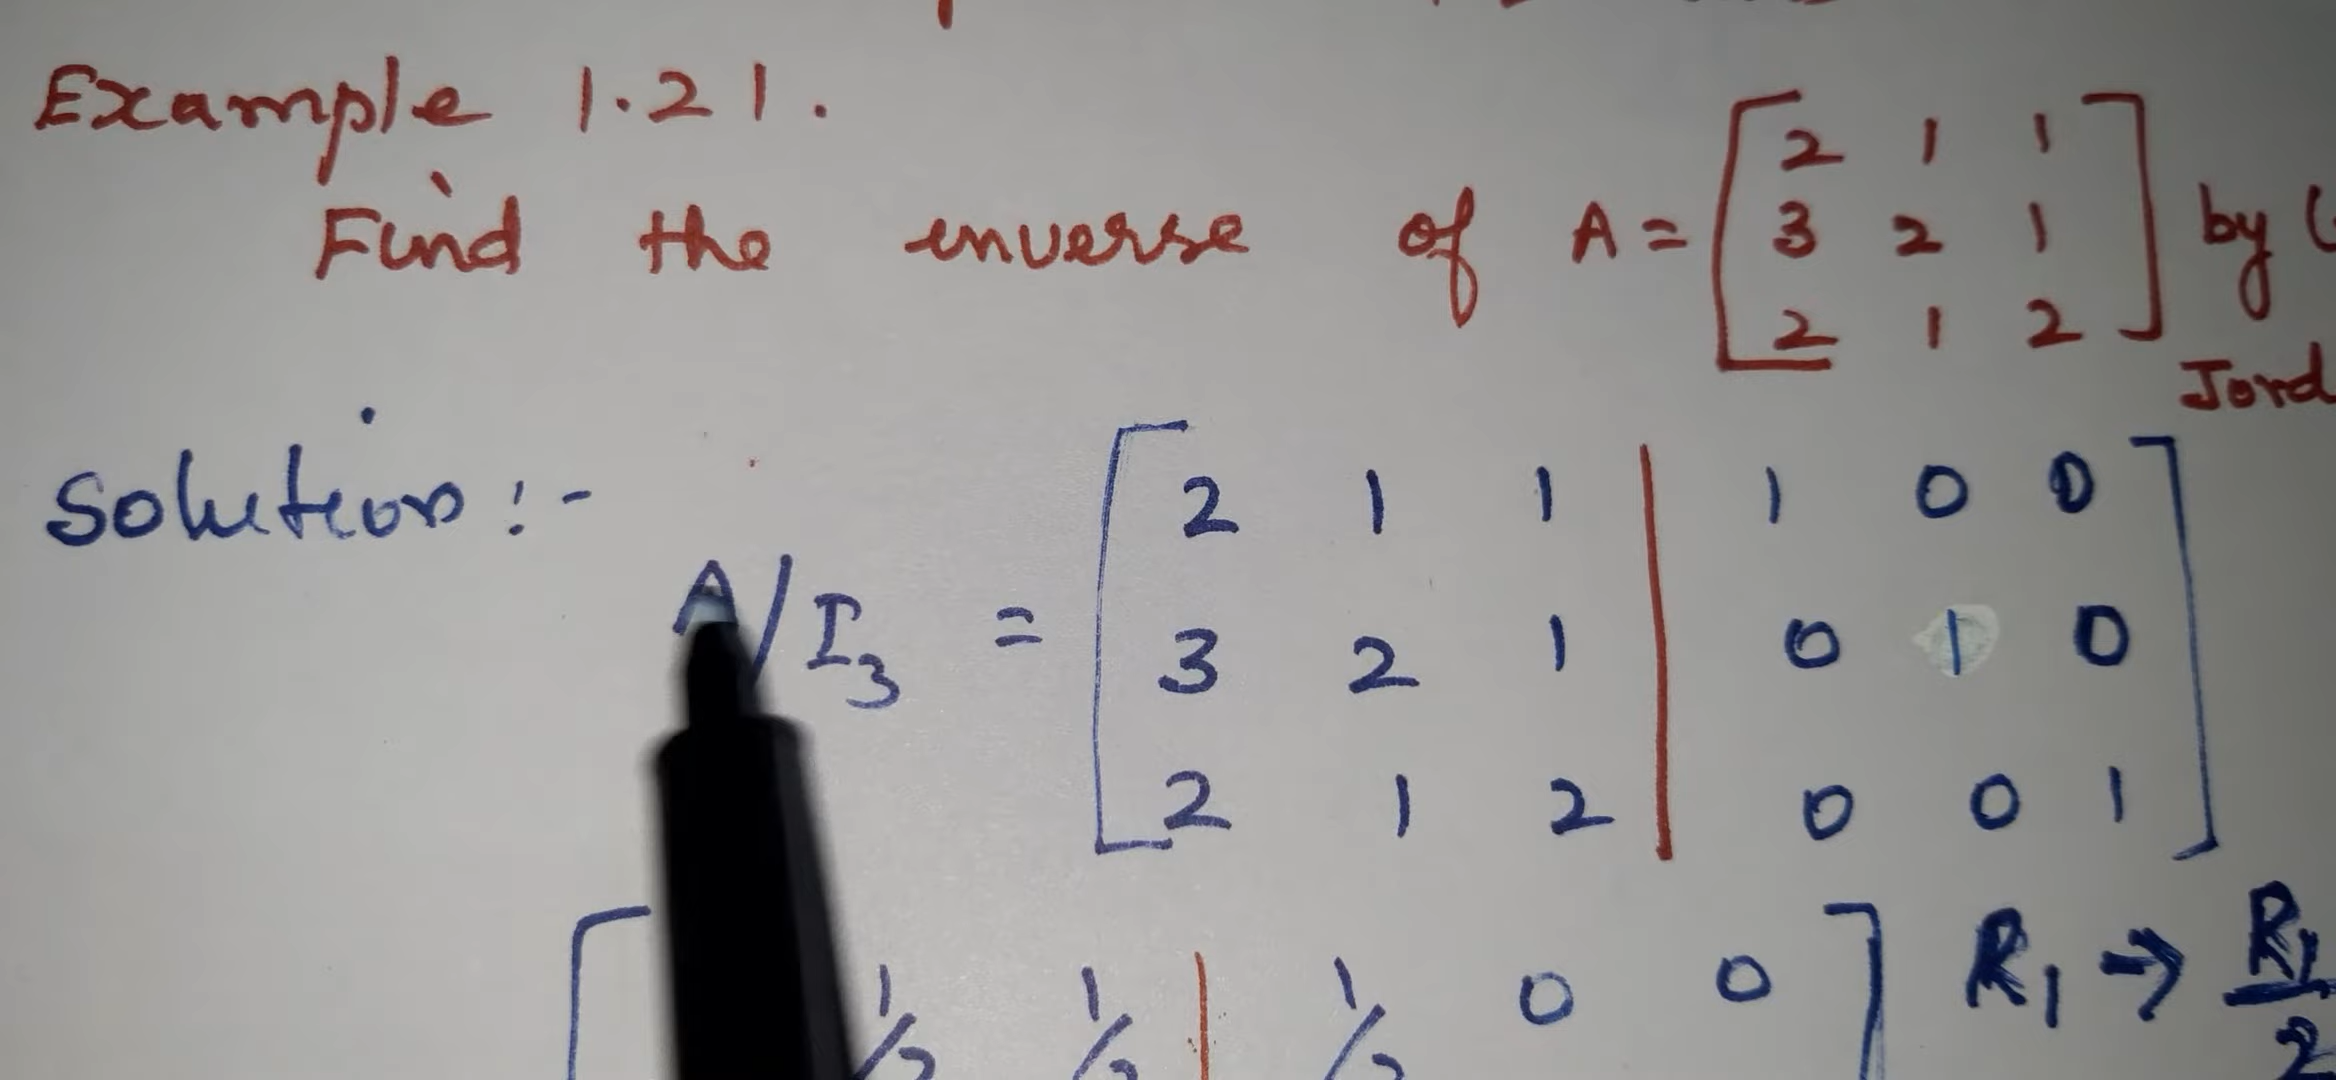 Example 1.21.
Find the inverse of A = [2 1 1
3 2 1
2 1 2] by
Jord
Solution :-
A/I₃ = [2 1 1 | 1 0 0
3 2 1 | 0 1 0
2 1 2 | 0 0 1]
1/2 1/2 | 1/2 0 0] R₁ → R₁/2